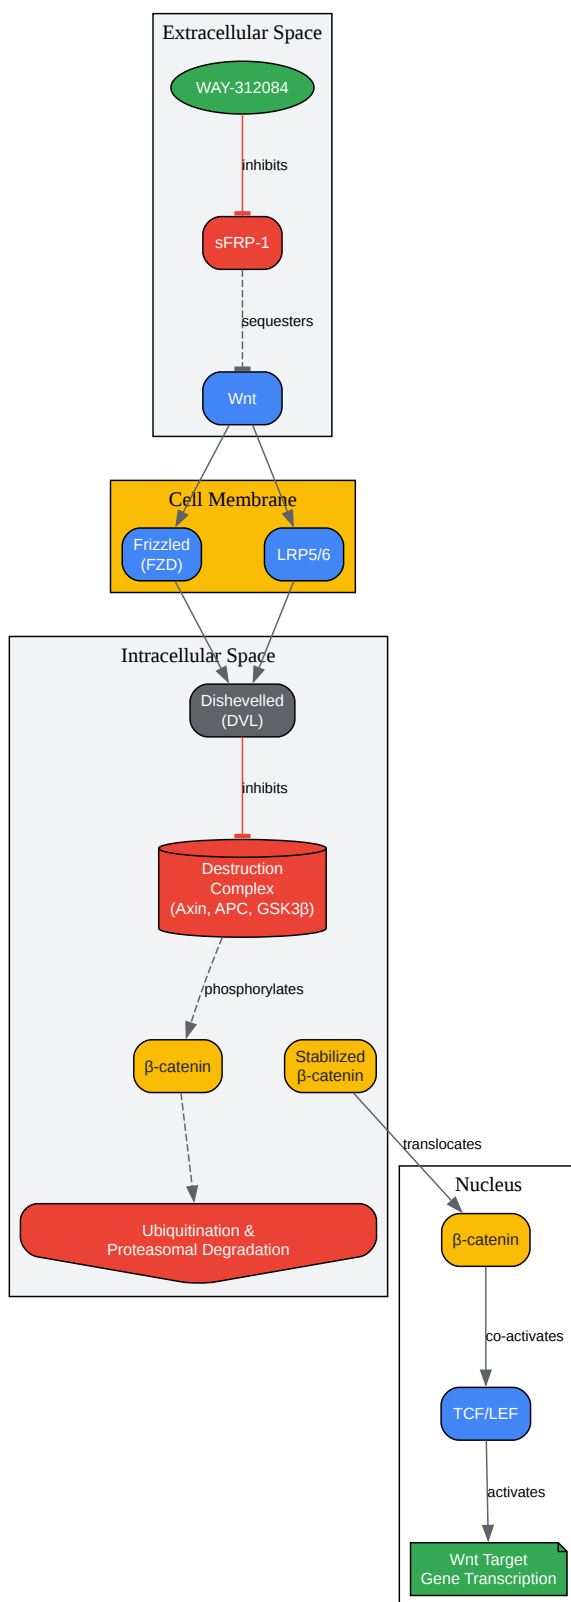 Extracellular Space
WAY-312084
inhibits
sFRP-1
sequesters
Wnt
Cell Membrane
Frizzled
(FZD)
LRP5/6
Intracellular Space
Dishevelled
(DVL)
inhibits
Destruction
Complex
(Axin, APC, GSK3β)
phosphorylates
β-catenin
Stabilized
β-catenin
translocates
Ubiquitination &
Proteasomal Degradation
Nucleus
β-catenin
co-activates
TCF/LEF
activates
Wnt Target
Gene Transcription